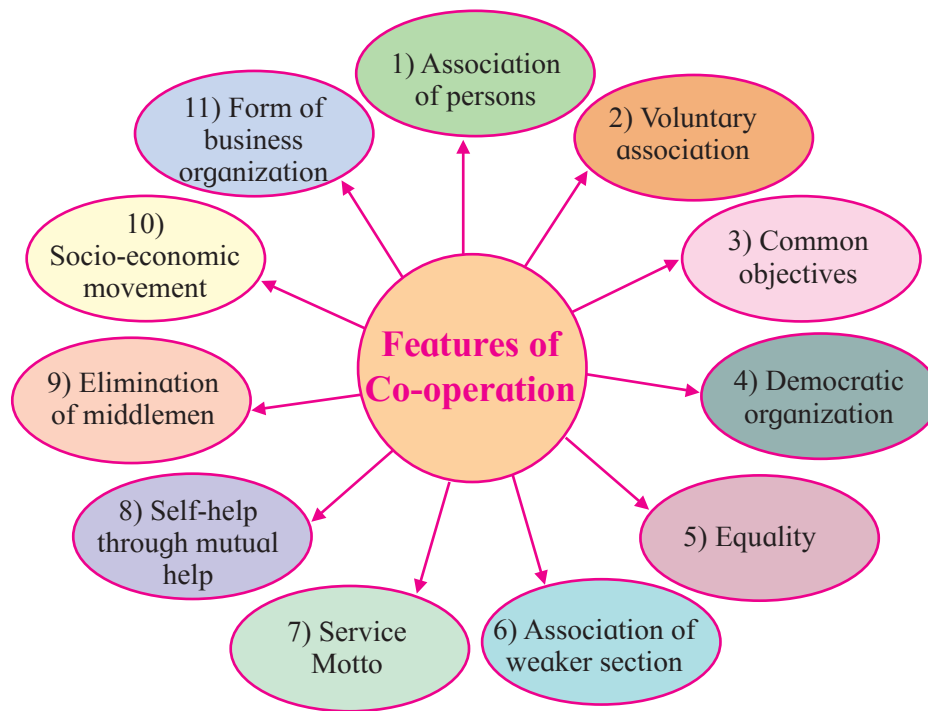 Features of
Co-operation
1) Association
of persons
2) Voluntary
association
3) Common
objectives
4) Democratic
organization
5) Equality
6) Association of
weaker section
7) Service
Motto
8) Self-help
through mutual
help
9) Elimination
of middlemen
10)
Socio-economic
movement
11) Form of
business
organization